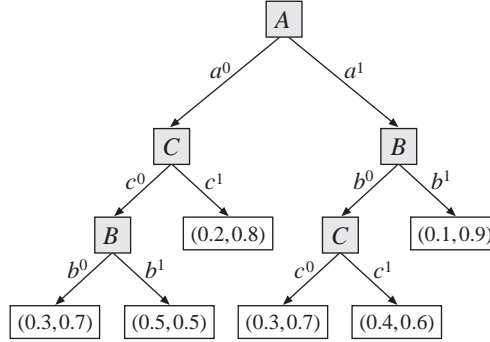 A
a⁰ a¹
C B
c⁰ c¹ b⁰ b¹
B (0.2,0.8) C (0.1,0.9)
b⁰ b¹ c⁰ c¹
(0.3,0.7) (0.5,0.5) (0.3,0.7) (0.4,0.6)